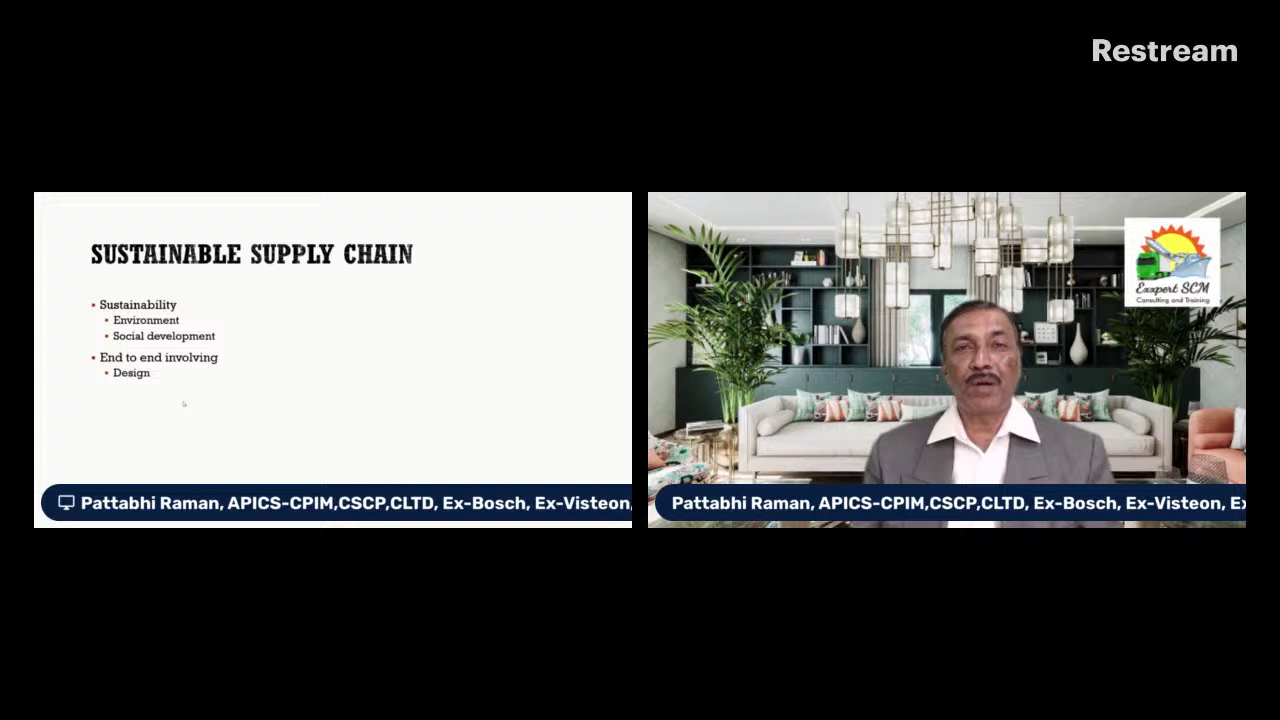 Restream
SUSTAINABLE SUPPLY CHAIN
Sustainability
Environment
Social development
End to end involving
Design
Pattabhi Raman, APICS-CPIM,CSCP,CLTD, Ex-Bosch, Ex-Visteon,
Exxpert SCM
Consulting and Training
Pattabhi Raman, APICS-CPIM,CSCP,CLTD, Ex-Bosch, Ex-Visteon, Ex